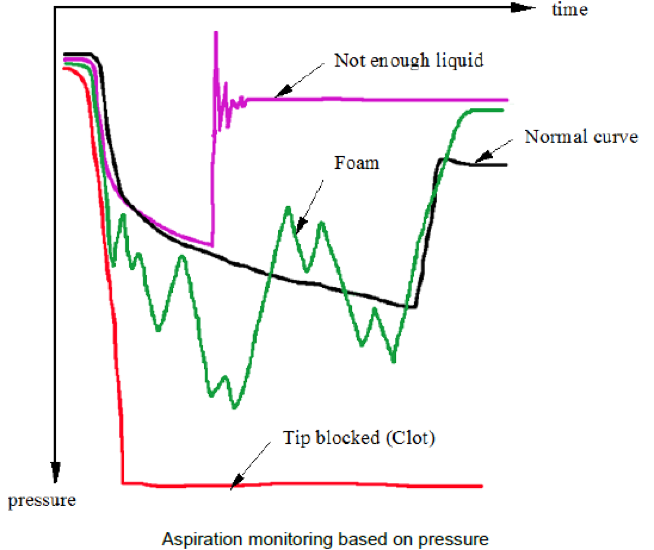 time
Not enough liquid
Normal curve
Foam
Tip blocked (Clot)
pressure
Aspiration monitoring based on pressure